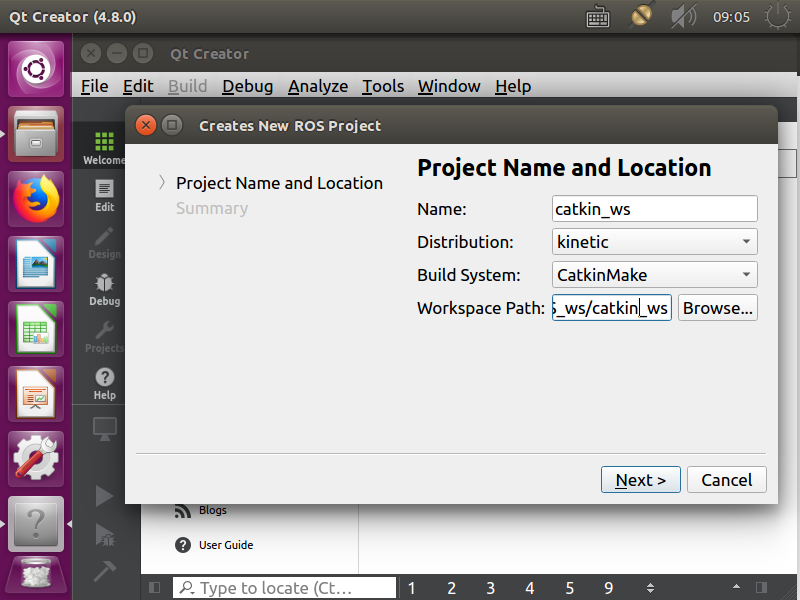 Qt Creator (4.8.0)
09:05
Qt Creator
File Edit Build Debug Analyze Tools Window Help
Creates New ROS Project
Welcome
Edit
Design
Debug
Projects
Help
Project Name and Location
Summary
Project Name and Location
Name: catkin_ws
Distribution: kinetic
Build System: CatkinMake
Workspace Path: S_ws/catkin_ws Browse...
Next > Cancel
Blogs
User Guide
Type to locate (Ct...
1 2 3 4 5 9